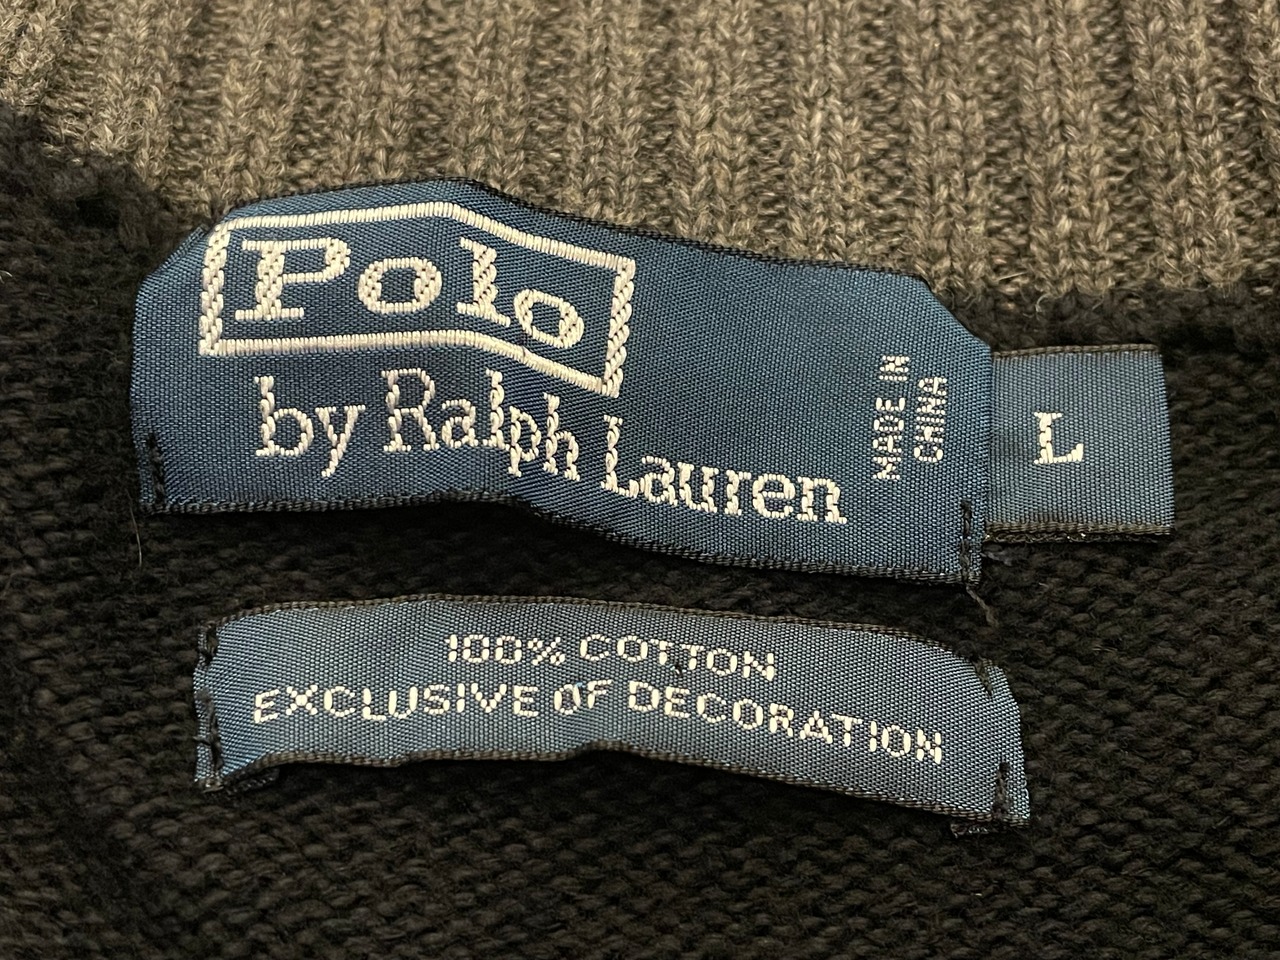 Polo
by Ralph Lauren
MADE IN
CHINA
L
100% COTTON
EXCLUSIVE OF DECORATION